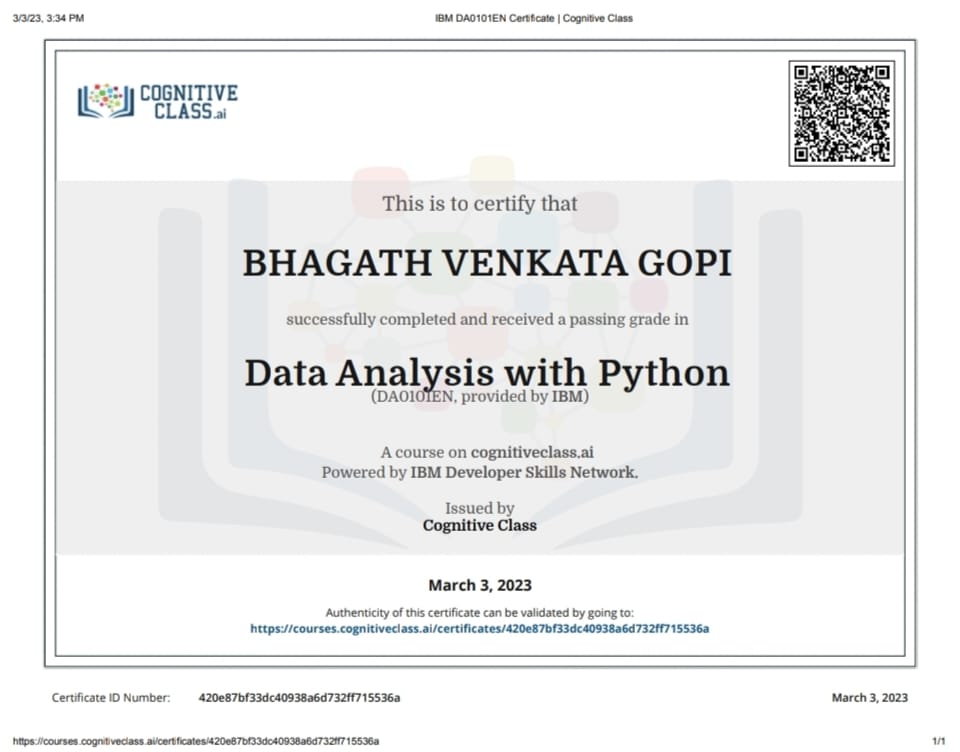 3/3/23, 3:34 PM IBM DA0101EN Certificate | Cognitive Class
COGNITIVE
CLASS.ai
This is to certify that
BHAGATH VENKATA GOPI
successfully completed and received a passing grade in
Data Analysis with Python
(DA0101EN, provided by IBM)
A course on cognitiveclass.ai
Powered by IBM Developer Skills Network.
Issued by
Cognitive Class
March 3, 2023
Authenticity of this certificate can be validated by going to:
https://courses.cognitiveclass.ai/certificates/420e87bf33dc40938a6d732ff715536a
Certificate ID Number: 420e87bf33dc40938a6d732ff715536a March 3, 2023
https://courses.cognitiveclass.ai/certificates/420e87bf33dc40938a6d732ff715536a 1/1